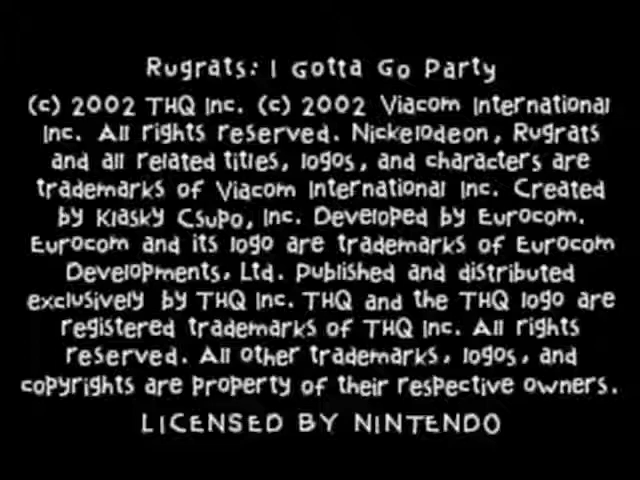 Rugrats: I Gotta Go Party
(c) 2002 THQ Inc. (c) 2002 Viacom International
Inc. All rights reserved. Nickelodeon, Rugrats
and all related titles, logos, and characters are
trademarks of Viacom International Inc. Created
by Klasky Csupo, Inc. Developed by Eurocom.
Eurocom and its logo are trademarks of Eurocom
Developments, Ltd. Published and distributed
exclusively by THQ Inc. THQ and the THQ logo are
registered trademarks of THQ Inc. All rights
reserved. All other trademarks, logos, and
copyrights are property of their respective owners.
LICENSED BY NINTENDO